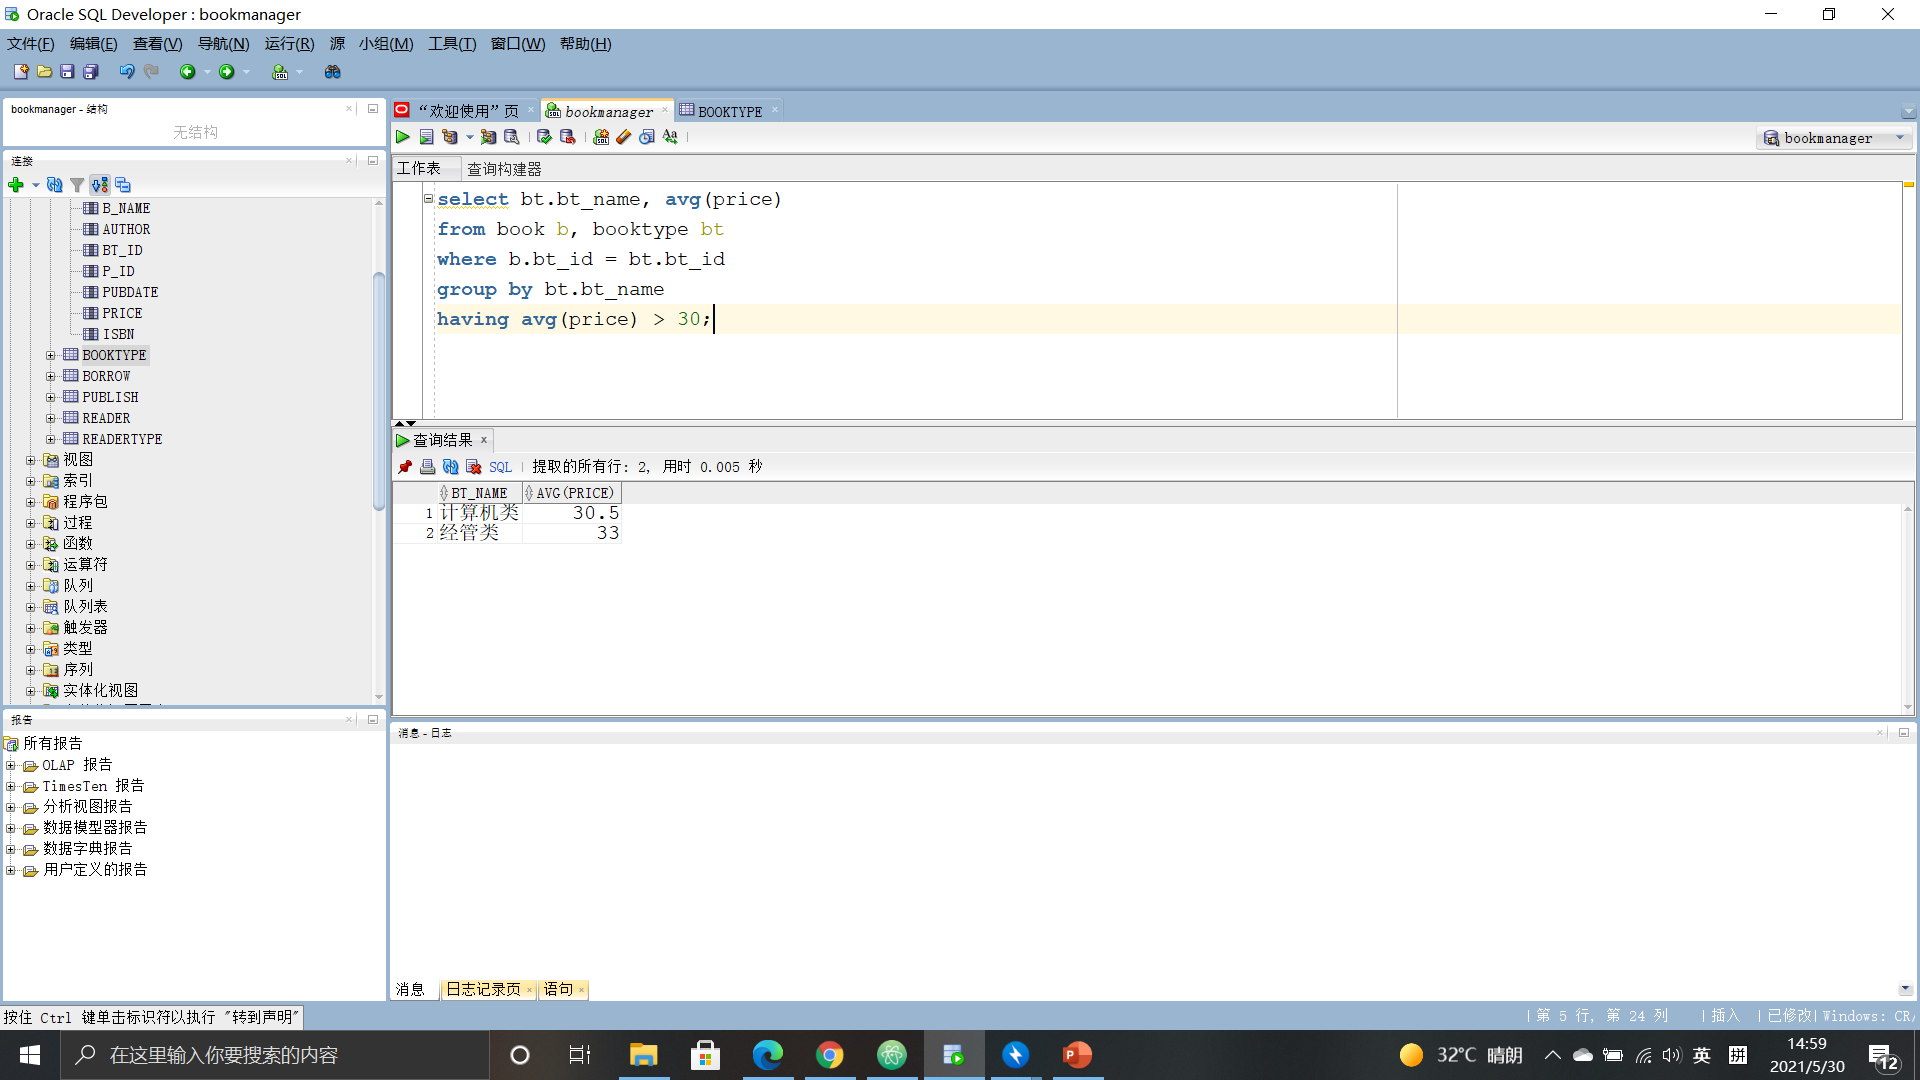 Oracle SQL Developer : bookmanager
文件(F) 编辑(E) 查看(V) 导航(N) 运行(R) 源 小组(M) 工具(T) 窗口(W) 帮助(H)
bookmanager - 结构
无结构
连接
B_NAME
AUTHOR
BT_ID
P_ID
PUBDATE
PRICE
ISBN
BOOKTYPE
BORROW
PUBLISH
READER
READERTYPE
视图
索引
程序包
过程
函数
运算符
队列
队列表
触发器
类型
序列
实体化视图
报告
所有报告
OLAP 报告
TimesTen 报告
分析视图报告
数据模型器报告
数据字典报告
用户定义的报告
“欢迎使用”页 bookmanager BOOKTYPE
bookmanager
工作表 查询构建器
select bt.bt_name, avg(price)
from book b, booktype bt
where b.bt_id = bt.bt_id
group by bt.bt_name
having avg(price) > 30;
查询结果
SQL | 提取的所有行: 2, 用时 0.005 秒
BT_NAME AVG(PRICE)
1 计算机类 30.5
2 经管类 33
消息 - 日志
消息 日志记录页 语句
按住 Ctrl 键单击标识符以执行 "转到声明"
| 第 5 行, 第 24 列 | 插入 | 已修改| Windows: CR/
在这里输入你要搜索的内容
32°C 晴朗
英
拼
14:59
2021/5/30
12